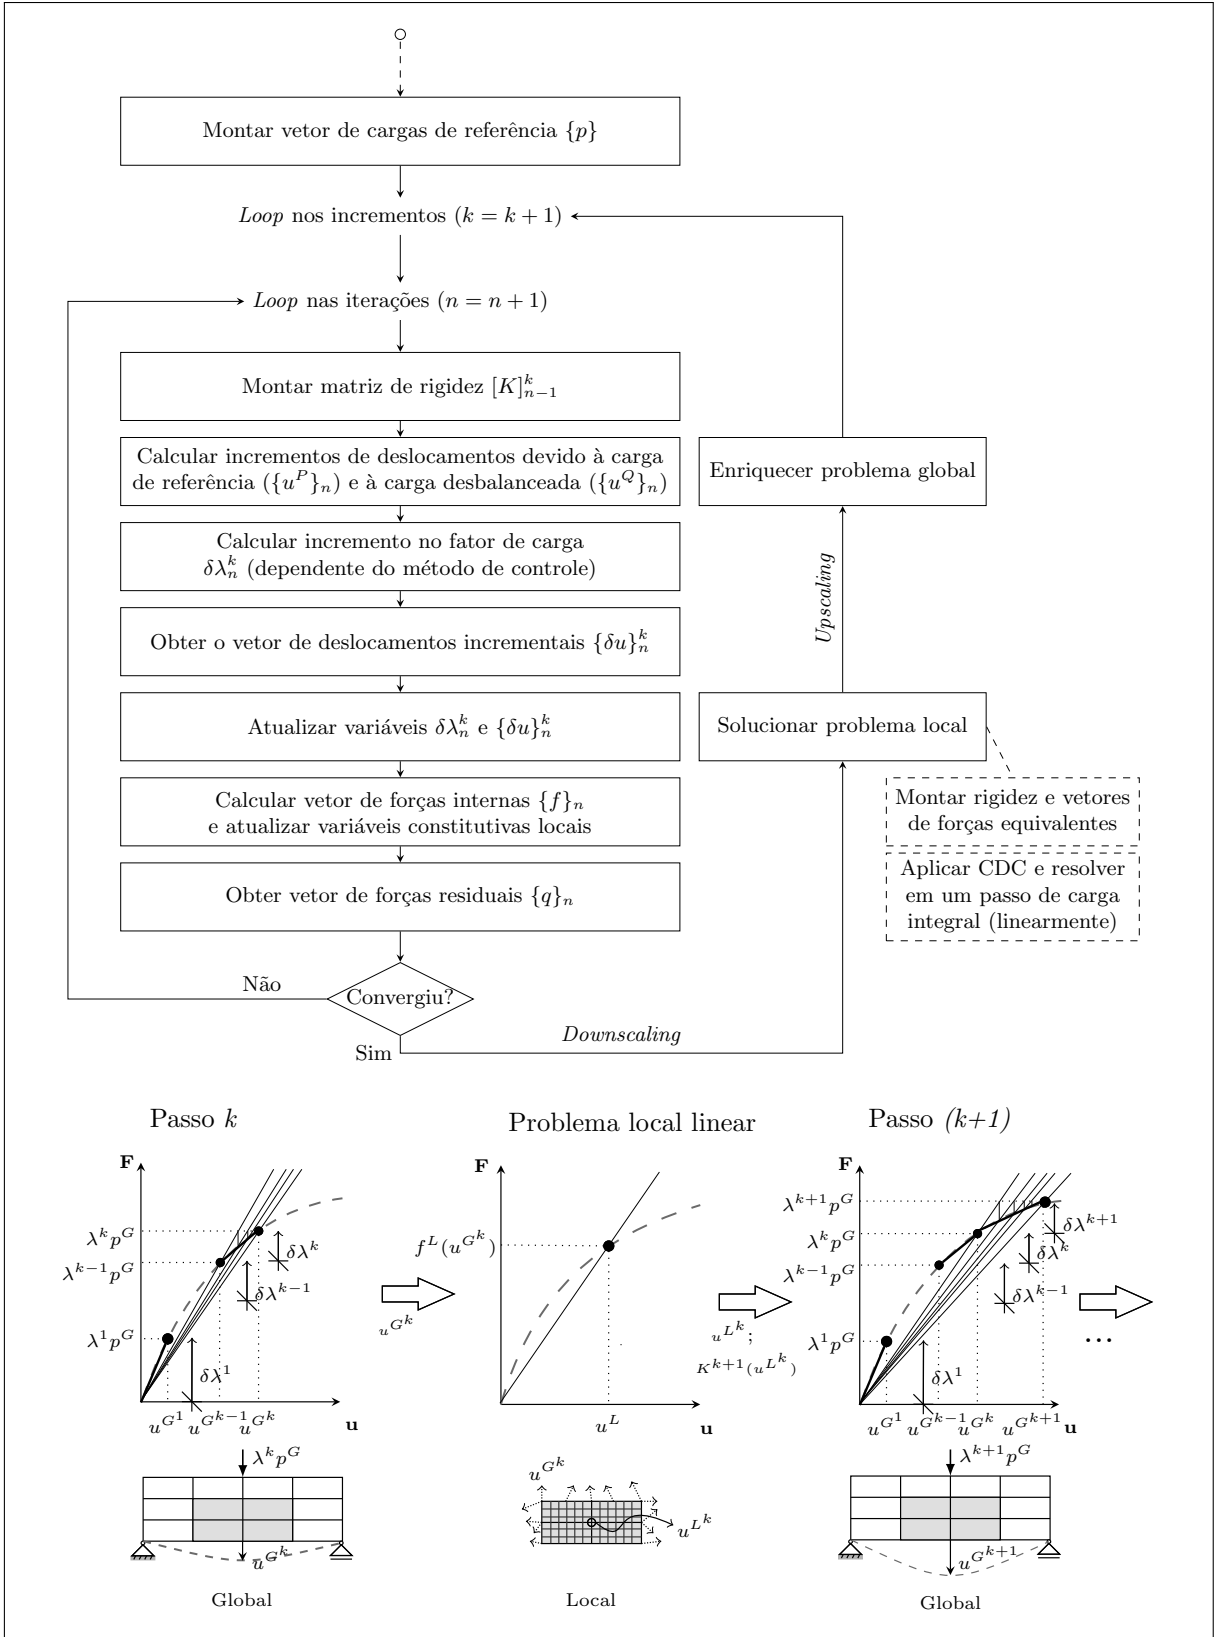 Montar vetor de cargas de referência {p}
Loop nos incrementos (k = k + 1)
Loop nas iterações (n = n + 1)
Montar matriz de rigidez [K]^k_{n−1}
Calcular incrementos de deslocamentos devido à carga
de referência ({u^P}_n) e à carga desbalanceada ({u^Q}_n)
Enriquecer problema global
Calcular incremento no fator de carga
δλ^k_n (dependente do método de controle)
Upscaling
Obter o vetor de deslocamentos incrementais {δu}^k_n
Atualizar variáveis δλ^k_n e {δu}^k_n
Solucionar problema local
Calcular vetor de forças internas {f}_n
e atualizar variáveis constitutivas locais
Montar rigidez e vetores
de forças equivalentes
Obter vetor de forças residuais {q}_n
Aplicar CDC e resolver
em um passo de carga
integral (linearmente)
Não
Convergiu?
Sim
Downscaling
Passo k
F
λ^k p^G
λ^{k−1} p^G
λ^1 p^G
δλ^k
δλ^{k−1}
δλ^1
u^{G^1} u^{G^{k−1}} u^{G^k}
u
u^{G^k}
Problema local linear
F
f^L(u^{G^k})
u^L
u
u^{L^k};
K^{k+1}(u^{L^k})
Passo (k+1)
F
λ^{k+1} p^G
λ^k p^G
λ^{k−1} p^G
λ^1 p^G
δλ^{k+1}
δλ^k
δλ^{k−1}
δλ^1
u^{G^1} u^{G^{k−1}} u^{G^k} u^{G^{k+1}} u
...
λ^k p^G
u^{G^k}
Global
u^{G^k}
u^{L^k}
Local
λ^{k+1} p^G
u^{G^{k+1}}
Global